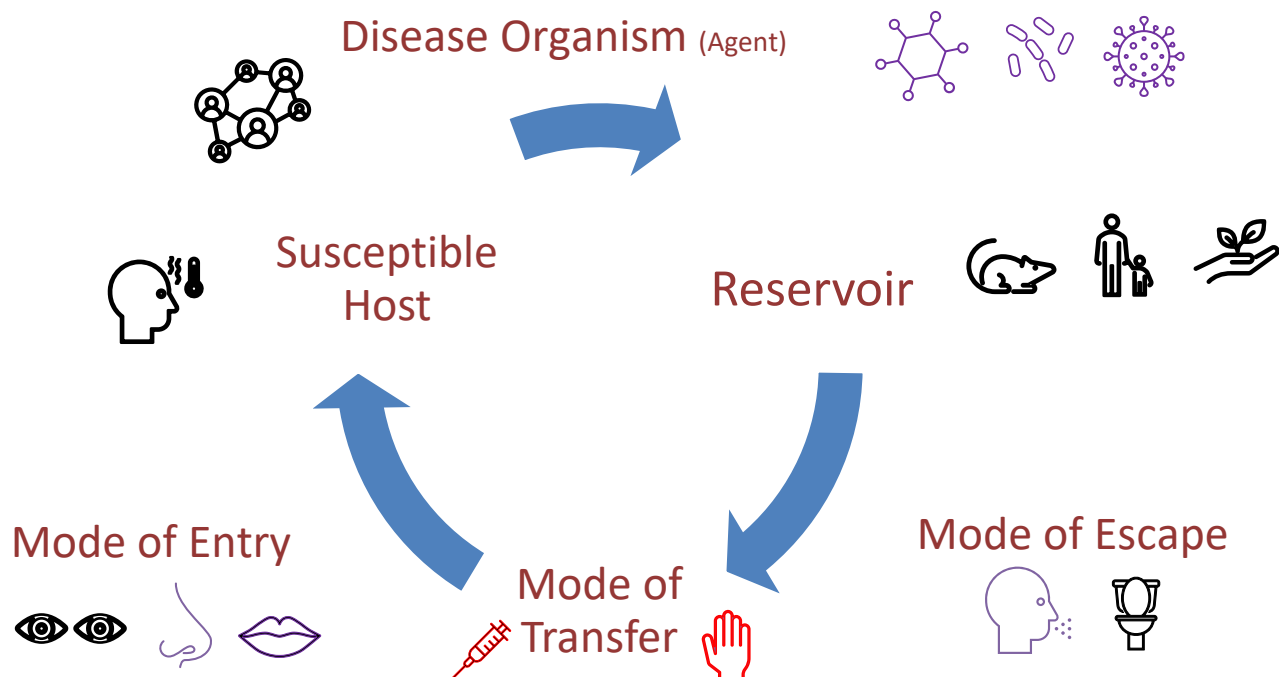 Disease Organism (Agent)
Susceptible
Host
Reservoir
Mode of Entry
Mode of Escape
Mode of
Transfer